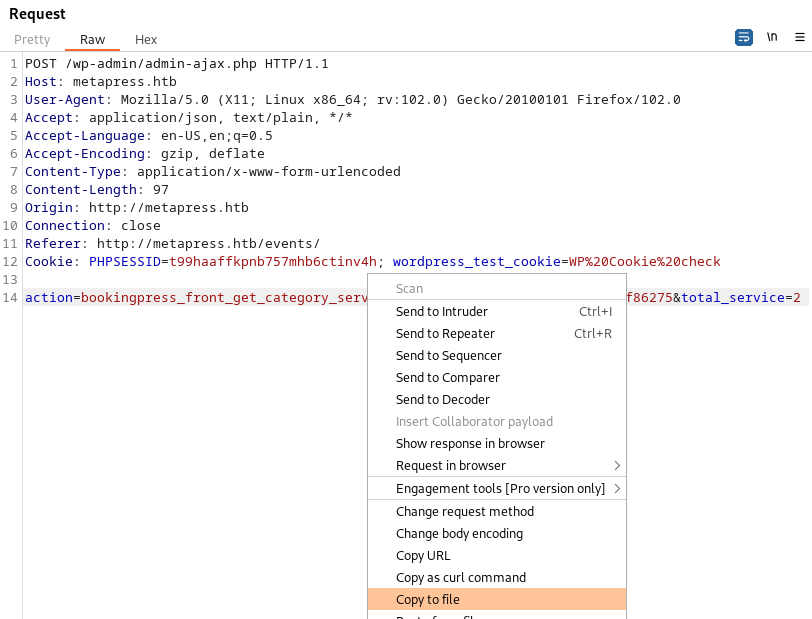 Request
Pretty Raw Hex \n
1 POST /wp-admin/admin-ajax.php HTTP/1.1
2 Host: metapress.htb
3 User-Agent: Mozilla/5.0 (X11; Linux x86_64; rv:102.0) Gecko/20100101 Firefox/102.0
4 Accept: application/json, text/plain, */*
5 Accept-Language: en-US,en;q=0.5
6 Accept-Encoding: gzip, deflate
7 Content-Type: application/x-www-form-urlencoded
8 Content-Length: 97
9 Origin: http://metapress.htb
10 Connection: close
11 Referer: http://metapress.htb/events/
12 Cookie: PHPSESSID=t99haaffkpnb757mhb6ctinv4h; wordpress_test_cookie=WP%20Cookie%20check
13
14 action=bookingpress_front_get_category_serv f86275&total_service=2
Scan
Send to Intruder Ctrl+I
Send to Repeater Ctrl+R
Send to Sequencer
Send to Comparer
Send to Decoder
Insert Collaborator payload
Show response in browser
Request in browser
Engagement tools [Pro version only]
Change request method
Change body encoding
Copy URL
Copy as curl command
Copy to file